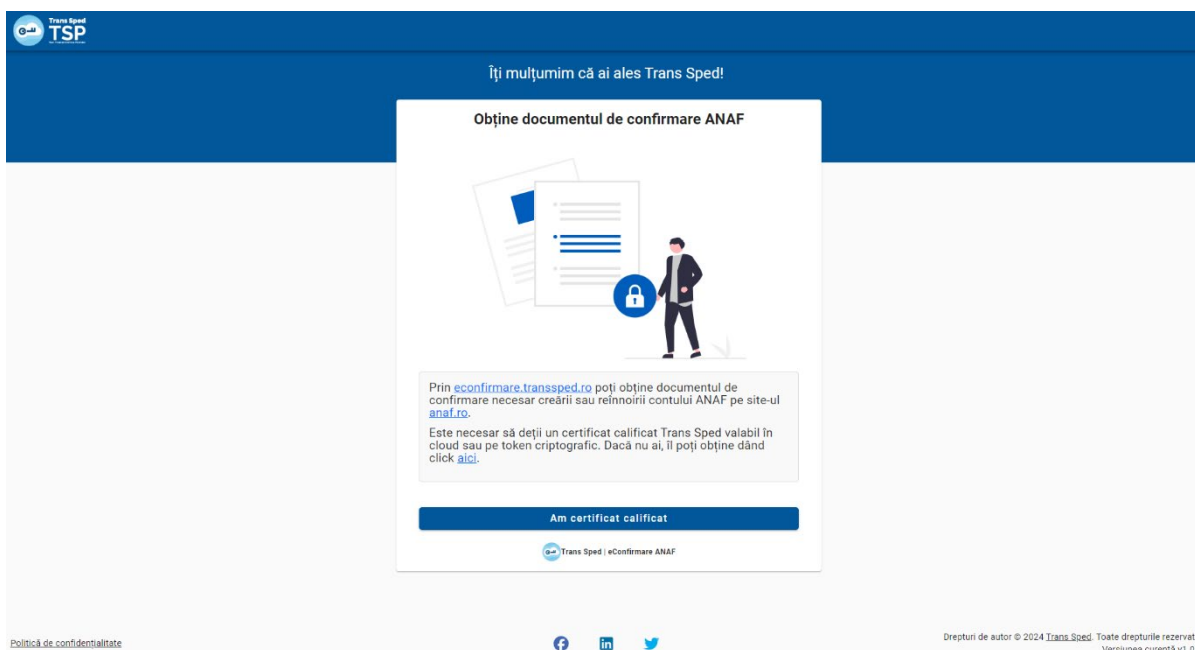 Trans Sped
TSP
Îți mulțumim că ai ales Trans Sped!
Obține documentul de confirmare ANAF
Prin econfirmare.transsped.ro poți obține documentul de
confirmare necesar creării sau reînnoirii contului ANAF pe site-ul
anaf.ro.
Este necesar să deții un certificat calificat Trans Sped valabil în
cloud sau pe token criptografic. Dacă nu ai, îl poți obține dând
click aici.
Am certificat calificat
Trans Sped | eConfirmare ANAF
Politică de confidențialitate
Drepturi de autor © 2024 Trans Sped. Toate drepturile rezervat
Versiunea curentă v1.0